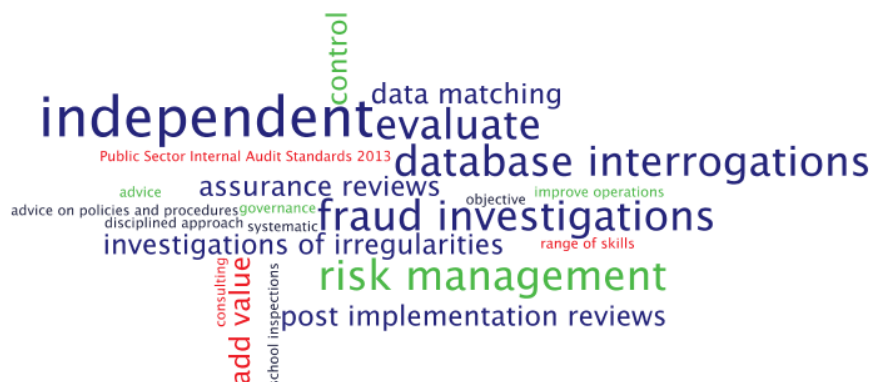 control
data matching
independent
evaluate
Public Sector Internal Audit Standards 2013
database interrogations
assurance reviews
advice
improve operations
objective
advice on policies and procedures
governance
fraud investigations
disciplined approach
systematic
investigations of irregularities
range of skills
consulting
add value
school inspections
risk management
post implementation reviews